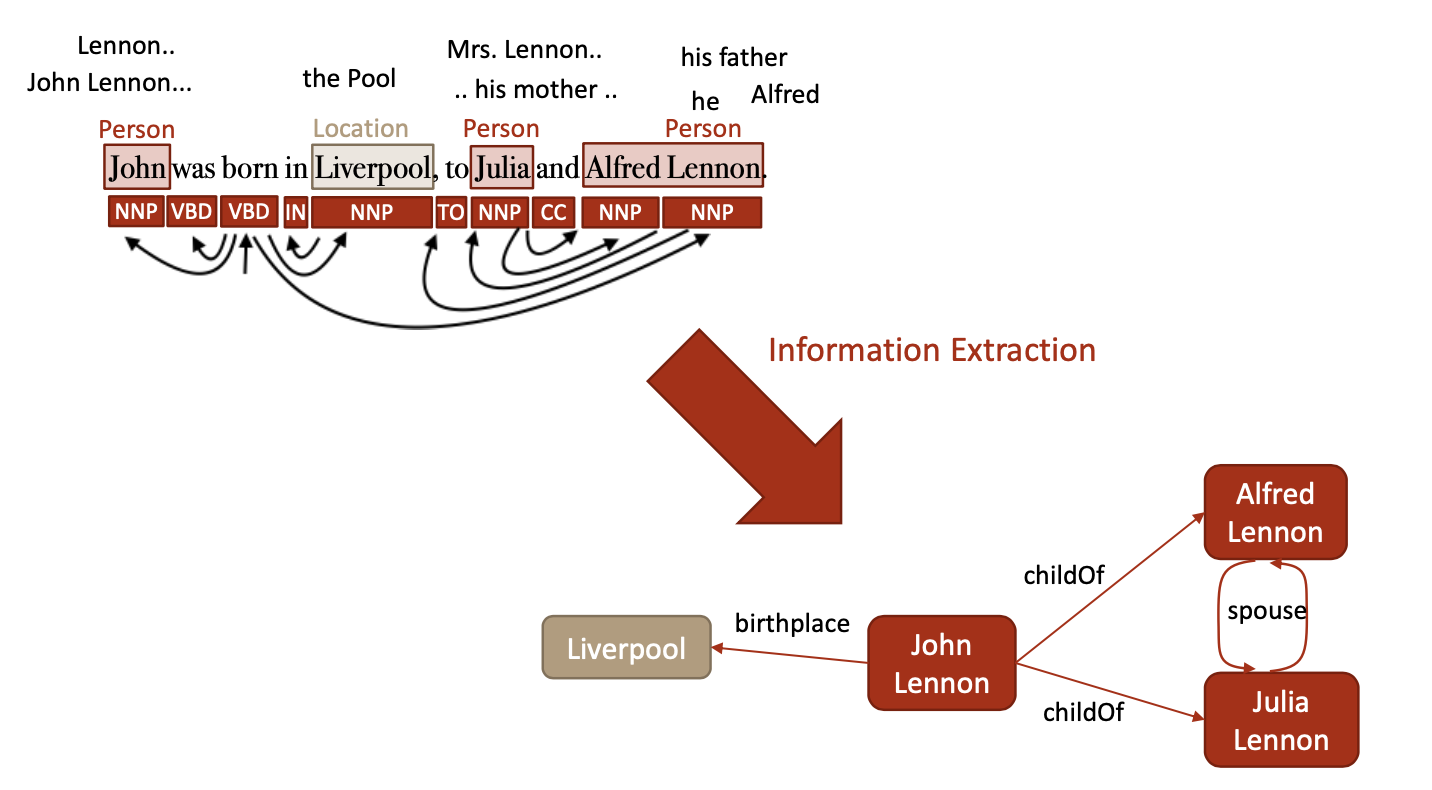 Lennon..
John Lennon...
the Pool
Mrs. Lennon..
.. his mother ..
his father
he
Alfred
Person
Location
Person
Person
John was born in Liverpool, to Julia and Alfred Lennon.
NNP VBD VBD IN NNP TO NNP CC NNP NNP
Information Extraction
Alfred
Lennon
childOf
spouse
birthplace
Liverpool
John
Lennon
childOf
Julia
Lennon